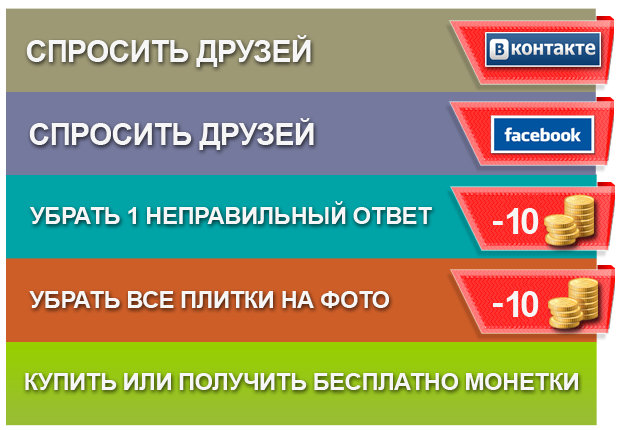 СПРОСИТЬ ДРУЗЕЙ
В КОНТАКТЕ
СПРОСИТЬ ДРУЗЕЙ
facebook
УБРАТЬ 1 НЕПРАВИЛЬНЫЙ ОТВЕТ
-10
УБРАТЬ ВСЕ ПЛИТКИ НА ФОТО
-10
КУПИТЬ ИЛИ ПОЛУЧИТЬ БЕСПЛАТНО МОНЕТКИ